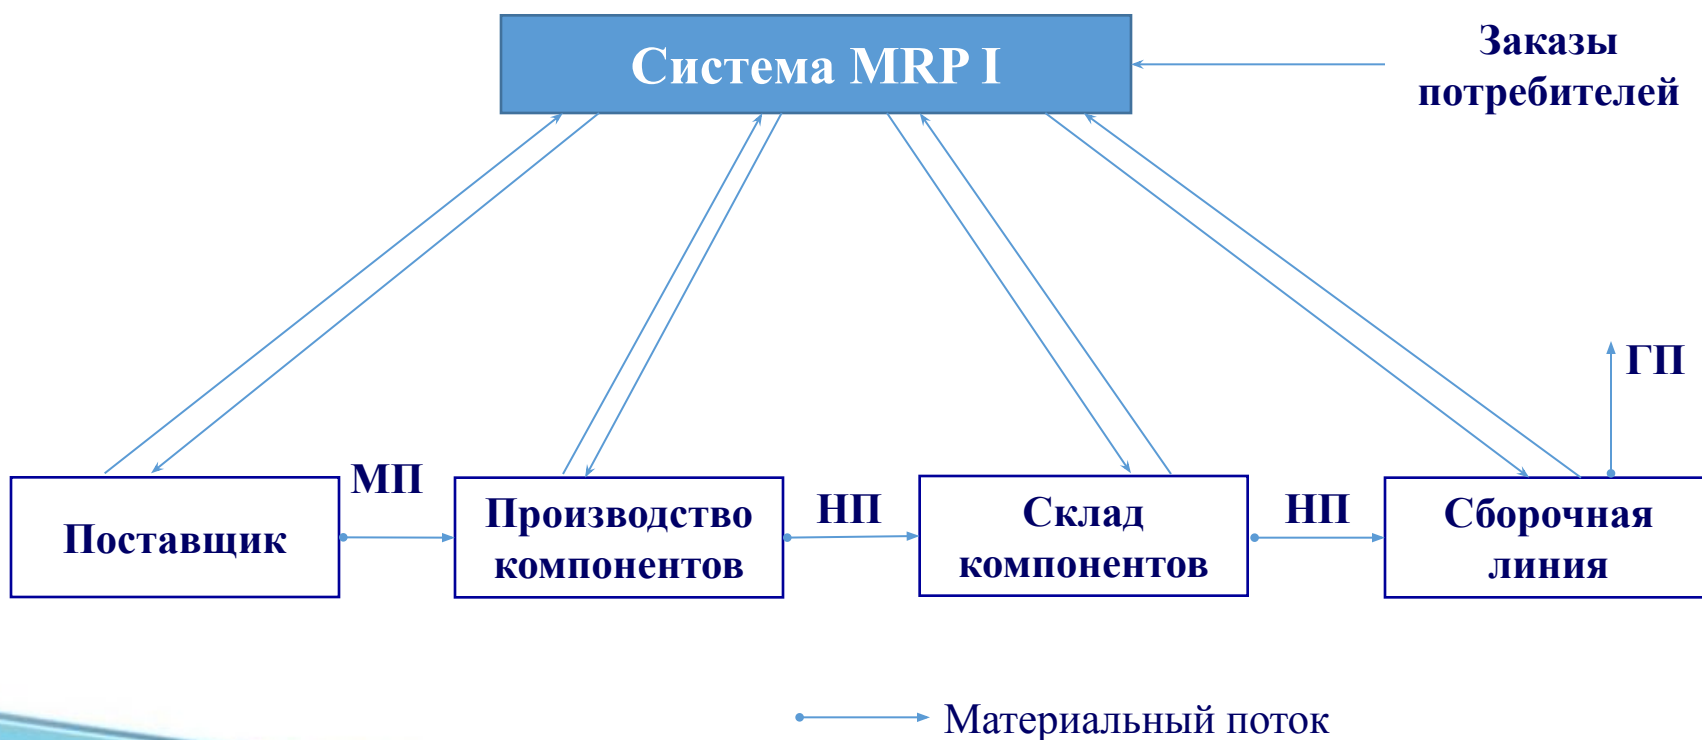 Система MRP I
Заказы
потребителей
ГП
МП
НП
НП
Поставщик
Производство
компонентов
Склад
компонентов
Сборочная
линия
Материальный поток